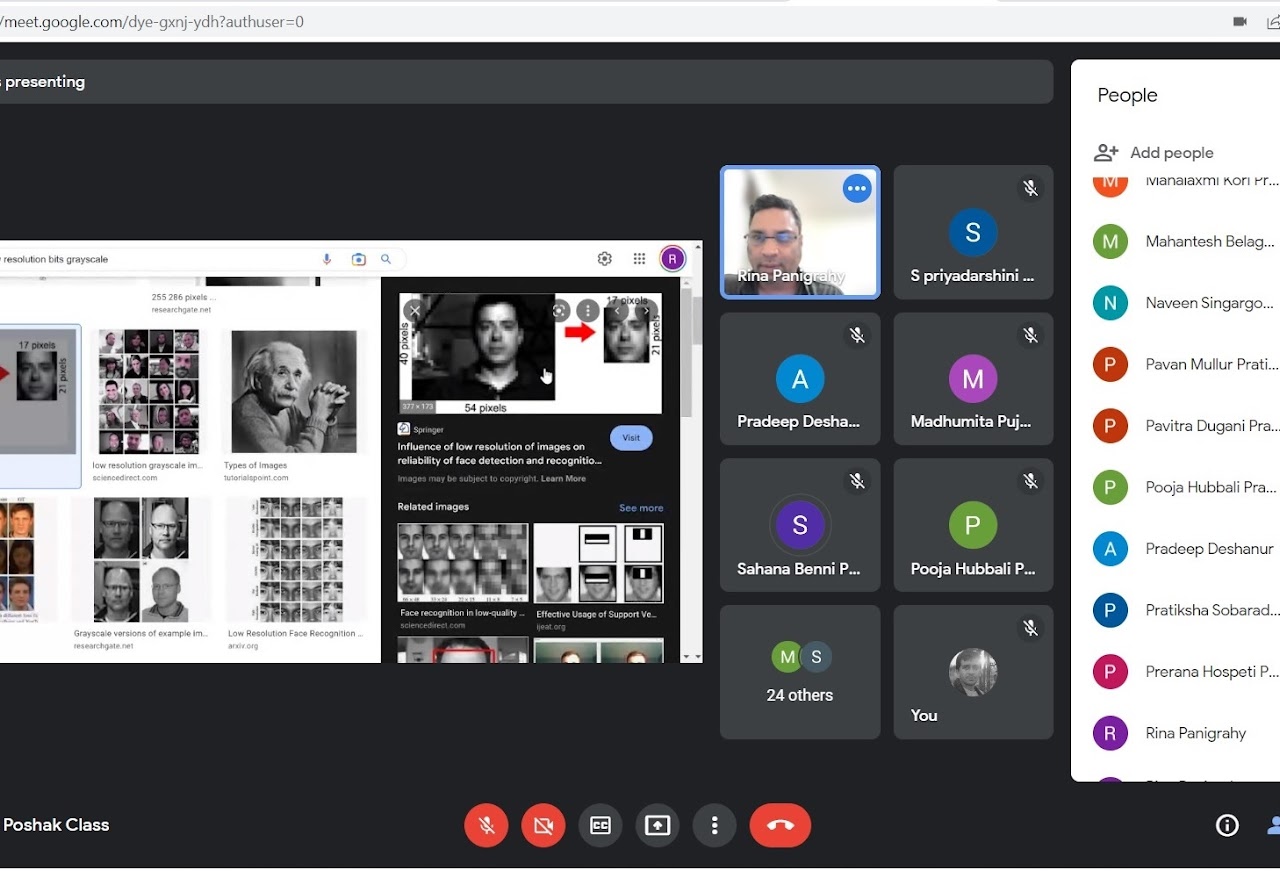 /meet.google.com/dye-gxnj-ydh?authuser=0
s presenting
resolution bits grayscale
R
255 286 pixels ...
researchgate.net
17 pixels
21 pixels
low resolution grayscale im...
sciencedirect.com
Types of Images
tutorialspoint.com
Grayscale versions of example im...
researchgate.net
Low Resolution Face Recognition ...
arxiv.org
40 pixels
17 pixels
21 pixels
377 × 173
54 pixels
Springer
Influence of low resolution of images on
reliability of face detection and recognitio...
Visit
Images may be subject to copyright. Learn More
Related images
See more
Face recognition in low-quality ...
sciencedirect.com
Effective Usage of Support Ve...
ijeat.org
Rina Panigrahy
S
S priyadarshini ...
A
Pradeep Desha...
M
Madhumita Puj...
S
Sahana Benni P...
P
Pooja Hubbali P...
M S
24 others
You
People
Add people
M Mahalaxmi Kori Pr...
M Mahantesh Belag...
N Naveen Singargo...
P Pavan Mullur Prati...
P Pavitra Dugani Pra...
P Pooja Hubbali Pra...
A Pradeep Deshanur
P Pratiksha Sobarad...
P Prerana Hospeti P...
R Rina Panigrahy
Poshak Class
CC